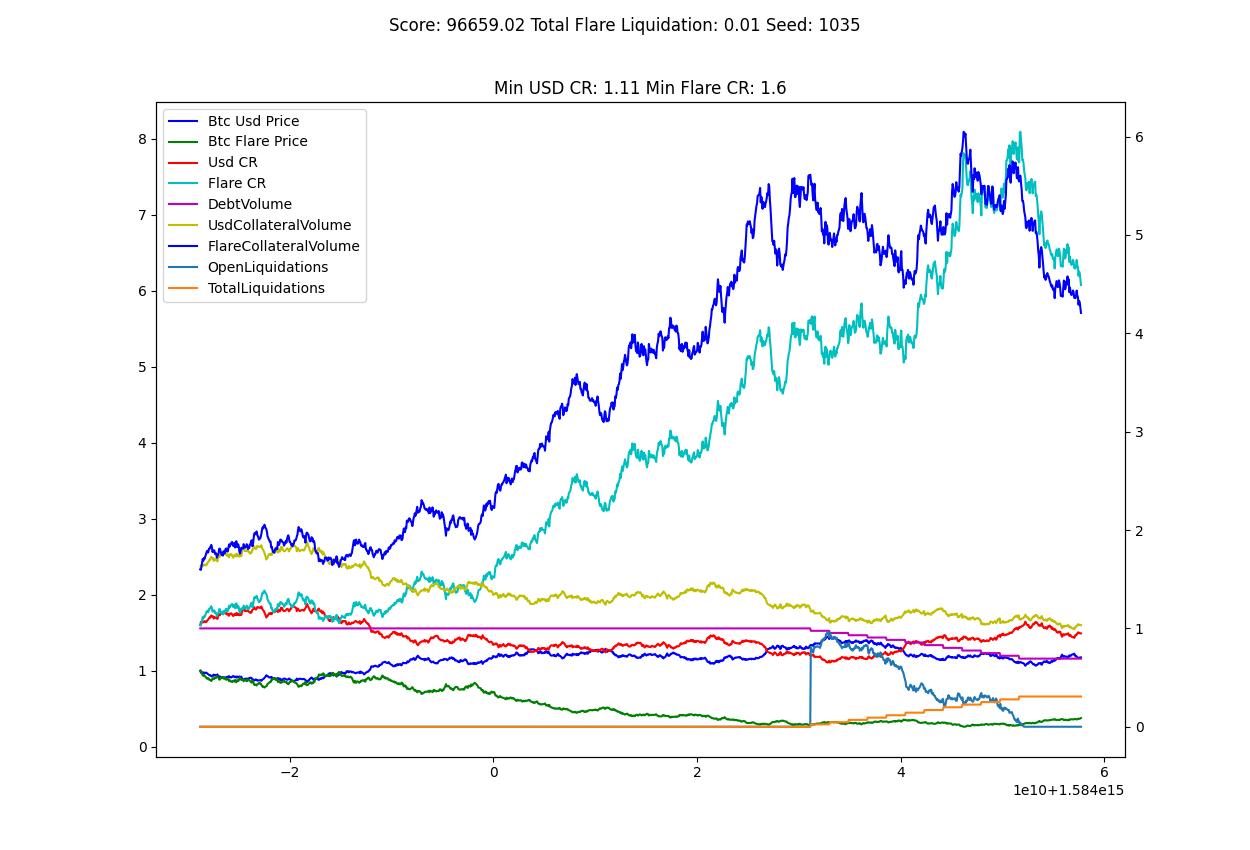 Score: 96659.02 Total Flare Liquidation: 0.01 Seed: 1035
Min USD CR: 1.11 Min Flare CR: 1.6
Btc Usd Price
Btc Flare Price
Usd CR
Flare CR
DebtVolume
UsdCollateralVolume
FlareCollateralVolume
OpenLiquidations
TotalLiquidations
8
7
6
5
4
3
2
1
0
6
5
4
3
2
1
0
−2
0
2
4
6
1e10+1.584e15